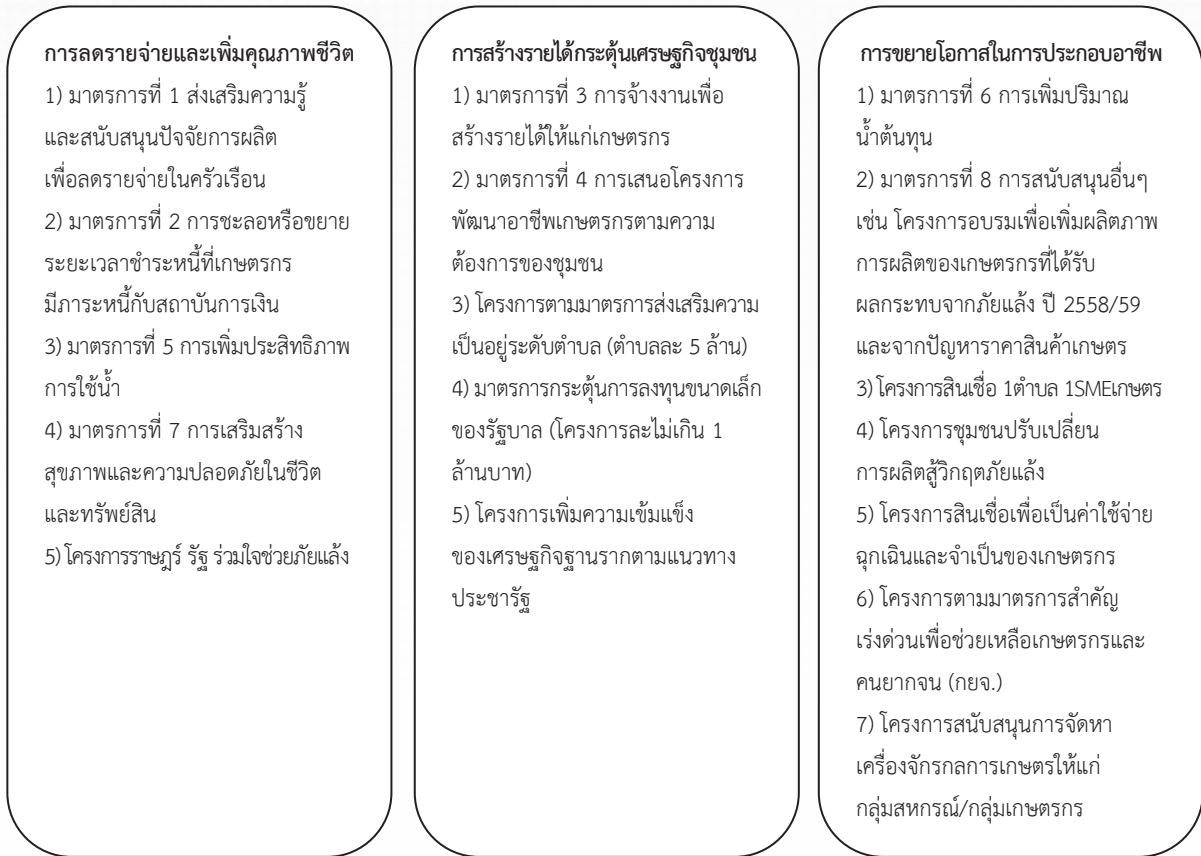 การลดรายจ่ายและเพิ่มคุณภาพชีวิต
1) มาตรการที่ 1 ส่งเสริมความรู้
และสนับสนุนปัจจัยการผลิต
เพื่อลดรายจ่ายในครัวเรือน
2) มาตรการที่ 2 การชะลอหรือขยาย
ระยะเวลาชำระหนี้ที่เกษตรกร
มีภาระหนี้กับสถาบันการเงิน
3) มาตรการที่ 5 การเพิ่มประสิทธิภาพ
การใช้น้ำ
4) มาตรการที่ 7 การเสริมสร้าง
สุขภาพและความปลอดภัยในชีวิต
และทรัพย์สิน
5) โครงการราษฎร์ รัฐ ร่วมใจช่วยภัยแล้ง
การสร้างรายได้กระตุ้นเศรษฐกิจชุมชน
1) มาตรการที่ 3 การจ้างงานเพื่อ
สร้างรายได้ให้แก่เกษตรกร
2) มาตรการที่ 4 การเสนอโครงการ
พัฒนาอาชีพเกษตรกรตามความ
ต้องการของชุมชน
3) โครงการตามมาตรการส่งเสริมความ
เป็นอยู่ระดับตำบล (ตำบลละ 5 ล้าน)
4) มาตรการกระตุ้นการลงทุนขนาดเล็ก
ของรัฐบาล (โครงการละไม่เกิน 1
ล้านบาท)
5) โครงการเพิ่มความเข้มแข็ง
ของเศรษฐกิจฐานรากตามแนวทาง
ประชารัฐ
การขยายโอกาสในการประกอบอาชีพ
1) มาตรการที่ 6 การเพิ่มปริมาณ
น้ำต้นทุน
2) มาตรการที่ 8 การสนับสนุนอื่นๆ
เช่น โครงการอบรมเพื่อเพิ่มผลิตภาพ
การผลิตของเกษตรกรที่ได้รับ
ผลกระทบจากภัยแล้ง ปี 2558/59
และจากปัญหาราคาสินค้าเกษตร
3) โครงการสินเชื่อ 1ตำบล 1SMEเกษตร
4) โครงการชุมชนปรับเปลี่ยน
การผลิตสู้วิกฤตภัยแล้ง
5) โครงการสินเชื่อเพื่อเป็นค่าใช้จ่าย
ฉุกเฉินและจำเป็นของเกษตรกร
6) โครงการตามมาตรการสำคัญ
เร่งด่วนเพื่อช่วยเหลือเกษตรกรและ
คนยากจน (กยจ.)
7) โครงการสนับสนุนการจัดหา
เครื่องจักรกลการเกษตรให้แก่
กลุ่มสหกรณ์/กลุ่มเกษตรกร